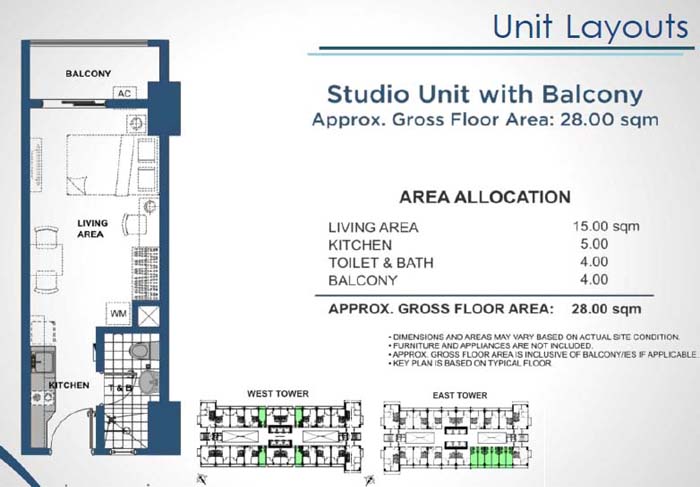 Unit Layouts
BALCONY
AC
LIVING
AREA
WM
KITCHEN
T & B
Studio Unit with Balcony
Approx. Gross Floor Area: 28.00 sqm
AREA ALLOCATION
LIVING AREA 15.00 sqm
KITCHEN 5.00
TOILET & BATH 4.00
BALCONY 4.00
APPROX. GROSS FLOOR AREA: 28.00 sqm
• DIMENSIONS AND AREAS MAY VARY BASED ON ACTUAL SITE CONDITION.
• FURNITURE AND APPLIANCES ARE NOT INCLUDED.
• APPROX. GROSS FLOOR AREA IS INCLUSIVE OF BALCONY/IES IF APPLICABLE.
• KEY PLAN IS BASED ON TYPICAL FLOOR.
WEST TOWER
EAST TOWER